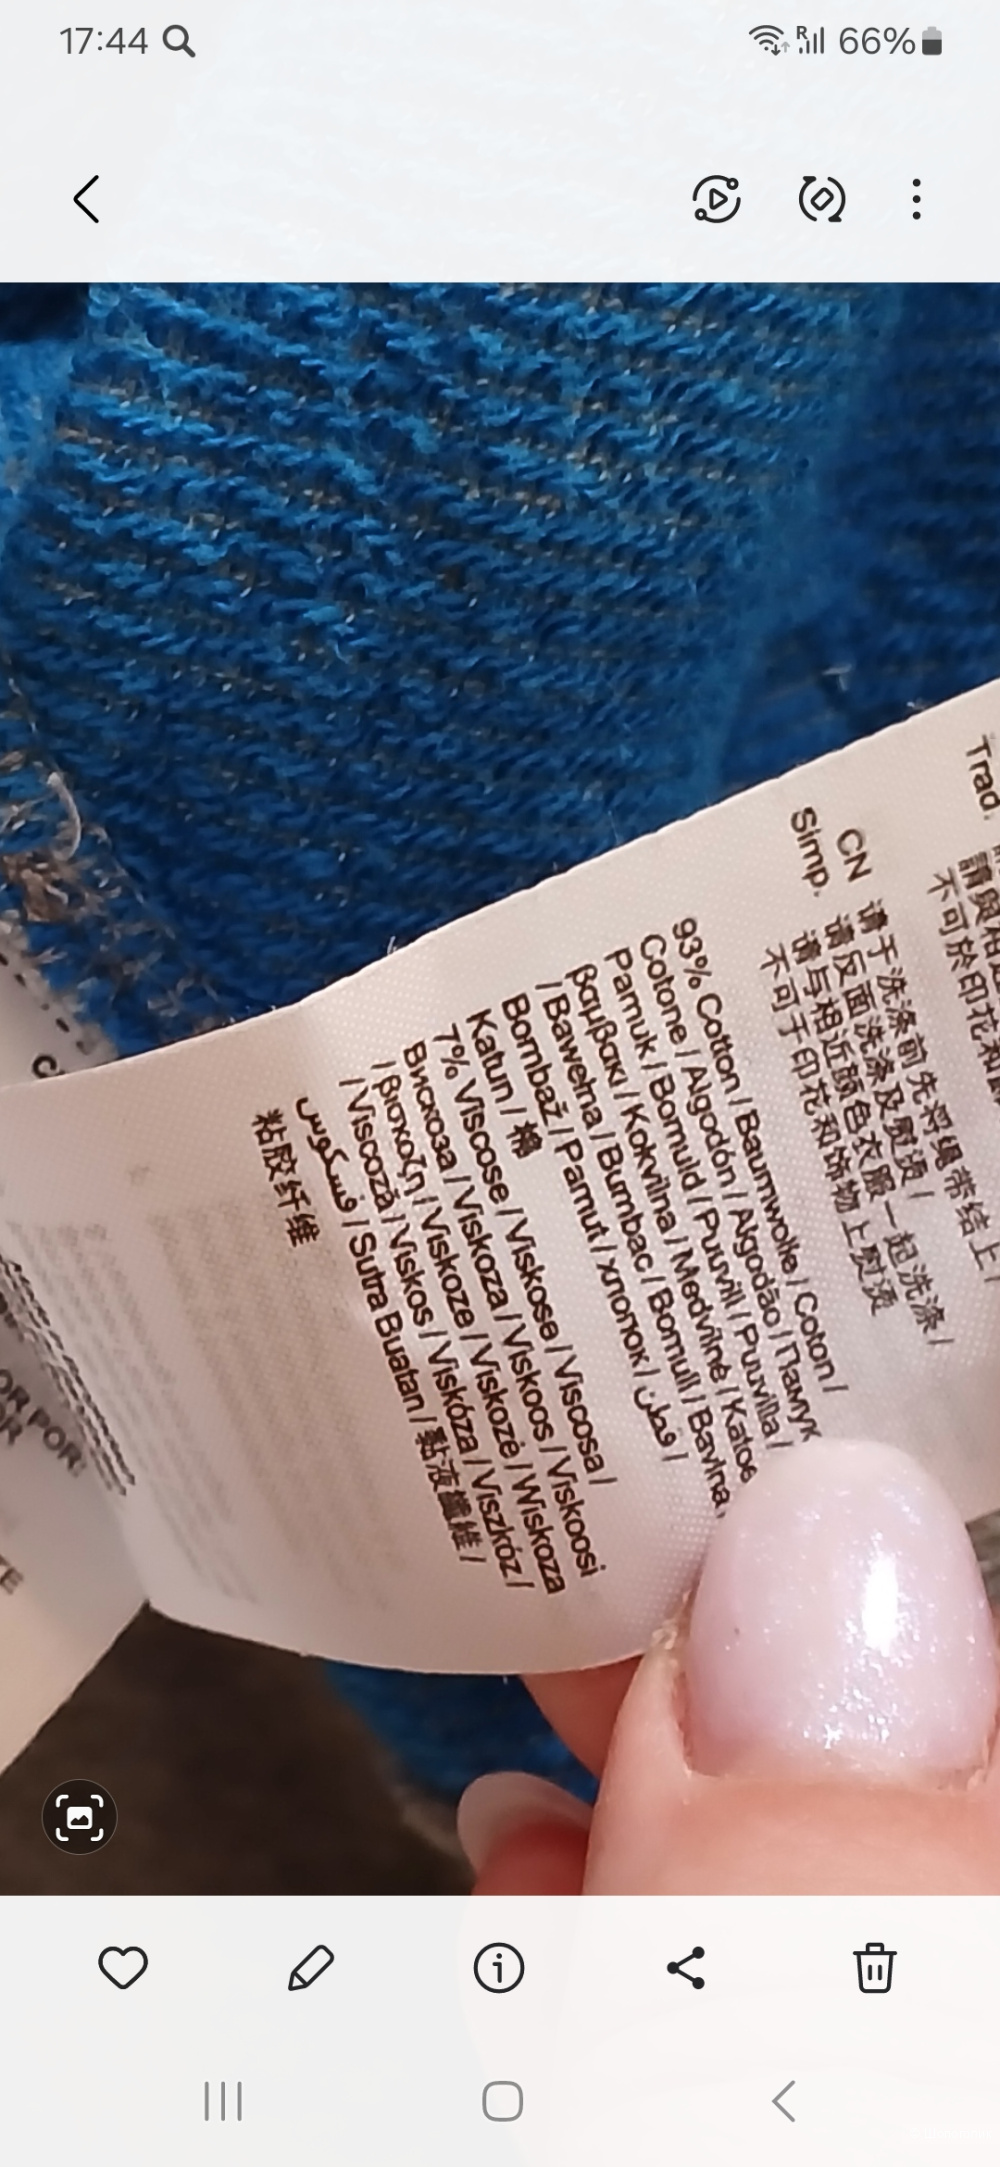 17:44
R 66%
Trad.
CN 请于洗涤前先将绳带结上 /
Simp. 请反面洗涤及熨烫 /
请与相近颜色衣服一起洗涤 /
不可于印花和饰物上熨烫
93% Cotton / Baumwolle / Coton /
Cotone / Algodón / Algodão / Памук
Pamuk / Bomuld / Puuvill / Puuvilla /
βαμβακι / Kokvilna / Medvilnė / Katoe
/ Bawełna / Bumbac / Bomull / Bavlna
Bombaž / Pamut / хлопок / قطن /
Katun / 棉
7% Viscose / Viskose / Viscosa /
Вискоза / Viskoza / Viskoos / Viskoosi
/ βισκοζη / Viskoze / Viskozė / Wiskoza
/ Viscoză / Viskos / Viskóza / Viszkóz /
فسكوس / Sutra Buatan / 黏液纖維 /
粘胶纤维
OR POR: